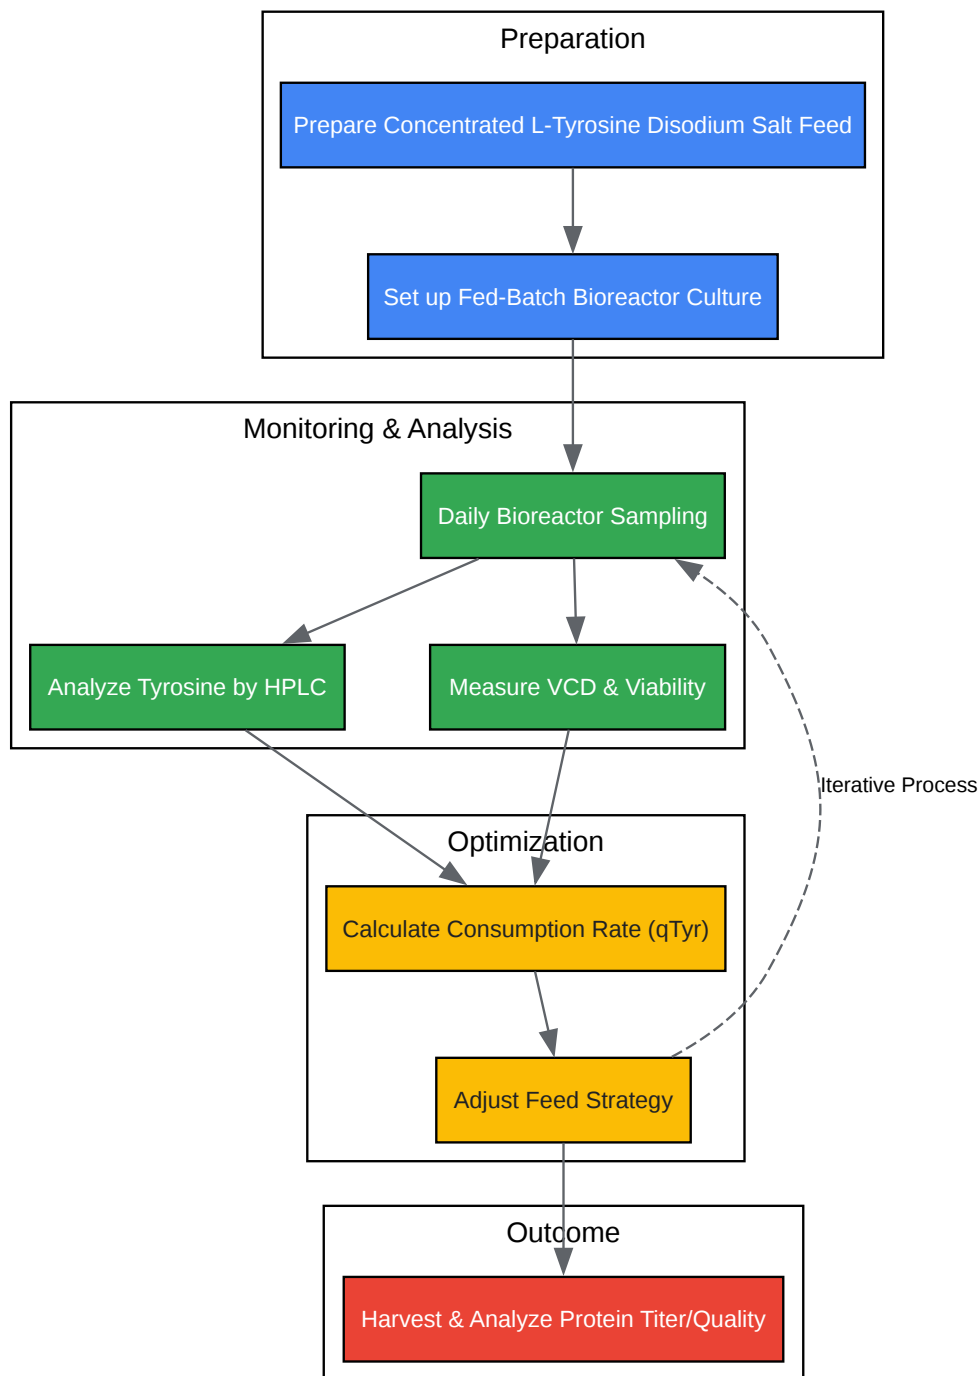 Preparation
Prepare Concentrated L-Tyrosine Disodium Salt Feed
Set up Fed-Batch Bioreactor Culture
Monitoring & Analysis
Daily Bioreactor Sampling
Analyze Tyrosine by HPLC
Measure VCD & Viability
Iterative Process
Optimization
Calculate Consumption Rate (qTyr)
Adjust Feed Strategy
Outcome
Harvest & Analyze Protein Titer/Quality